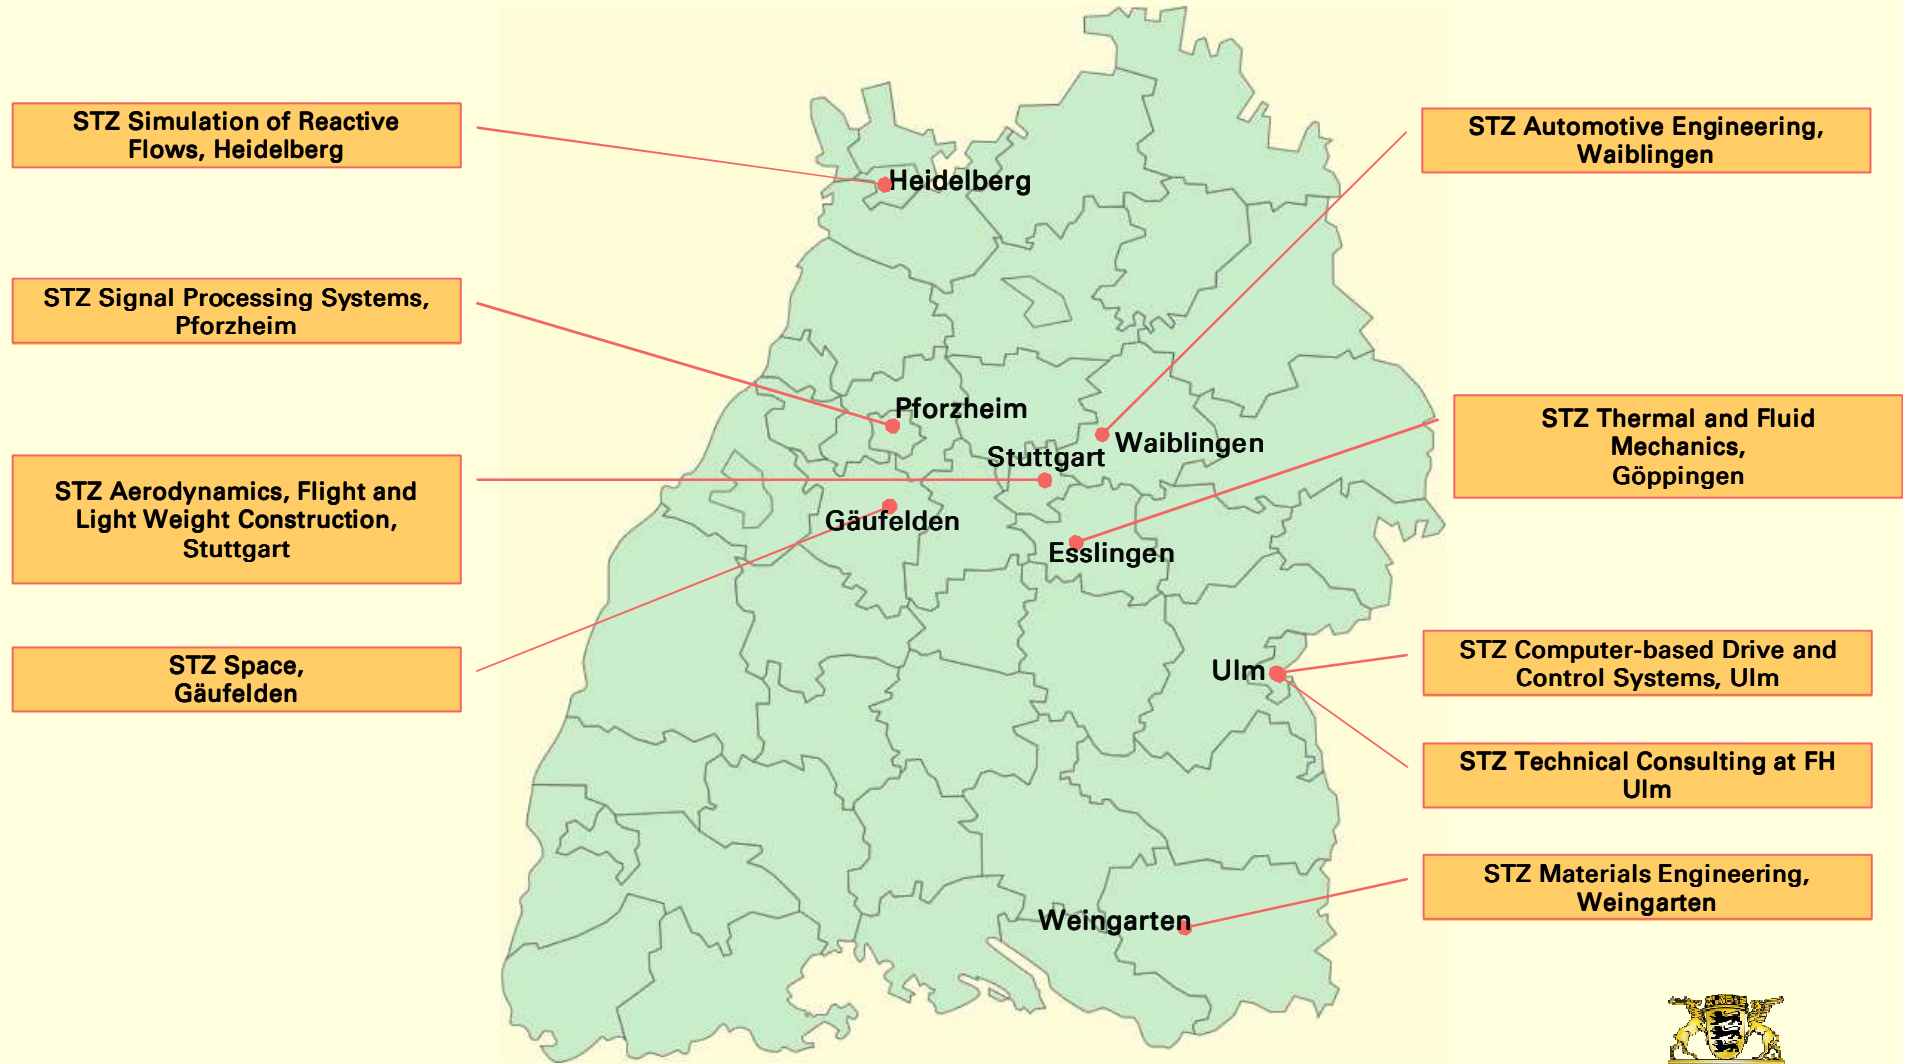 STZ Simulation of Reactive
Flows, Heidelberg
STZ Signal Processing Systems,
Pforzheim
STZ Aerodynamics, Flight and
Light Weight Construction,
Stuttgart
STZ Space,
Gäufelden
Heidelberg
Pforzheim
Waiblingen
Stuttgart
Gäufelden
Esslingen
Ulm
Weingarten
STZ Automotive Engineering,
Waiblingen
STZ Thermal and Fluid
Mechanics,
Göppingen
STZ Computer-based Drive and
Control Systems, Ulm
STZ Technical Consulting at FH
Ulm
STZ Materials Engineering,
Weingarten